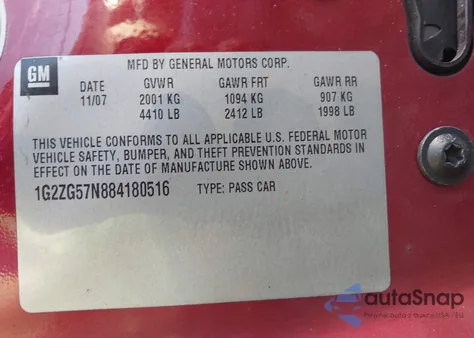 GM
MFD BY GENERAL MOTORS CORP.
DATE GVWR GAWR FRT GAWR RR
11/07 2001 KG 1094 KG 907 KG
4410 LB 2412 LB 1998 LB
THIS VEHICLE CONFORMS TO ALL APPLICABLE U.S. FEDERAL MOTOR
VEHICLE SAFETY, BUMPER, AND THEFT PREVENTION STANDARDS IN
EFFECT ON THE DATE OF MANUFACTURE SHOWN ABOVE.
1G2ZG57N884180516 TYPE: PASS CAR
autoSnap